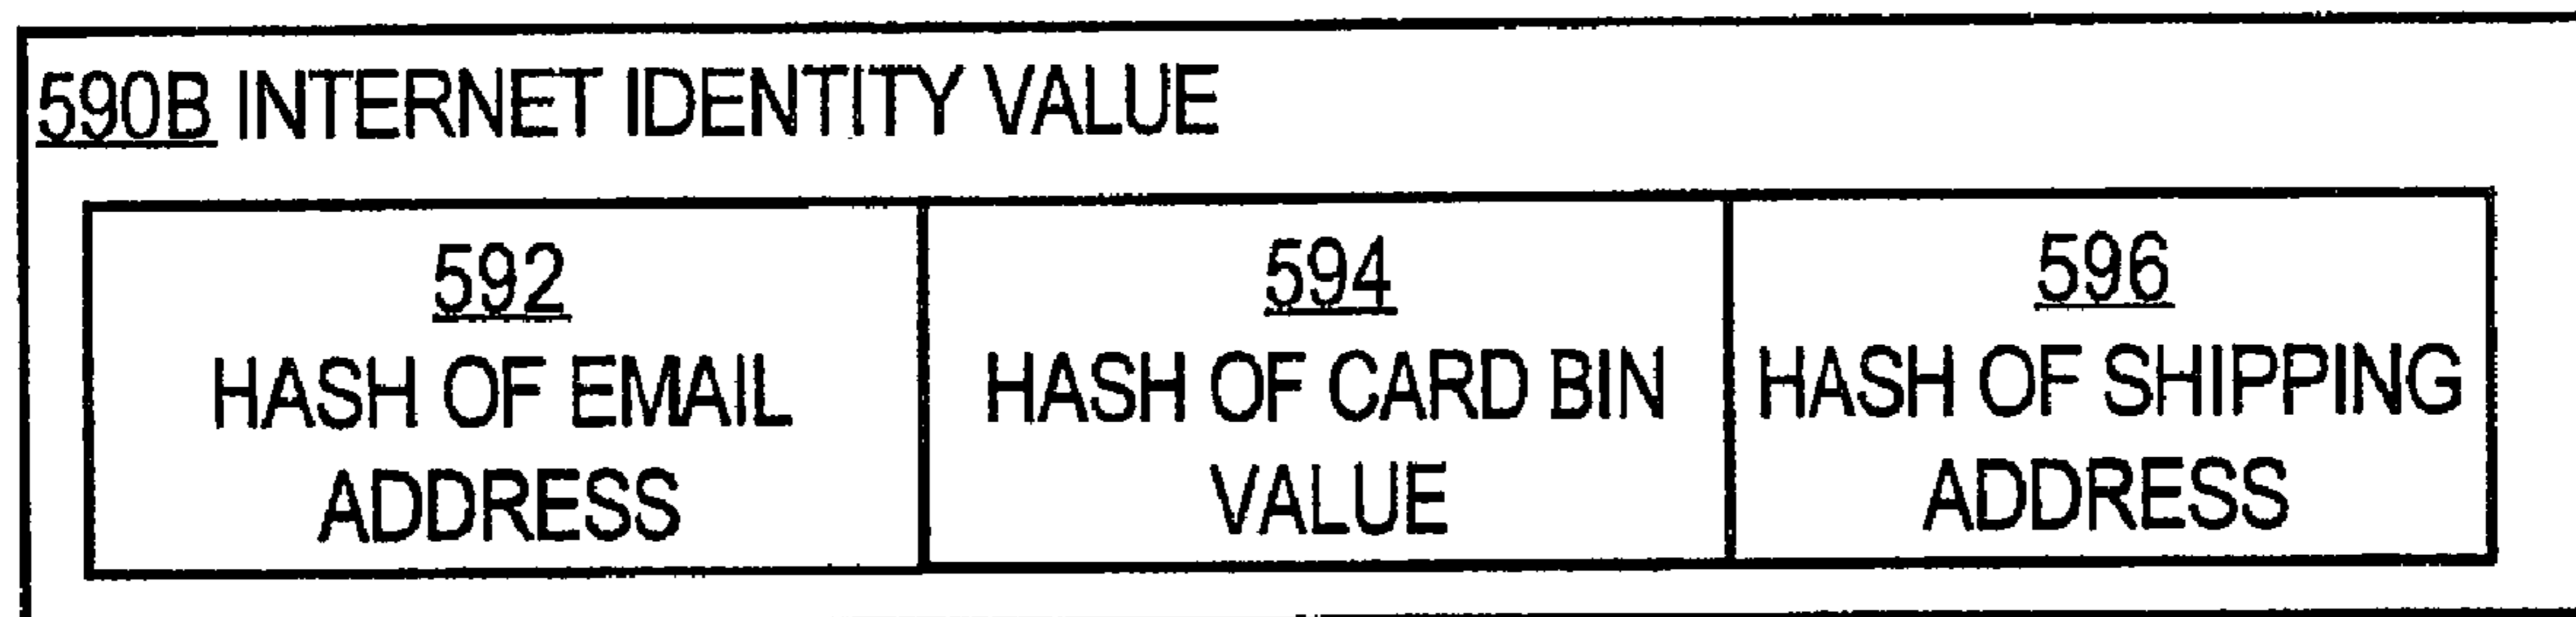 590B INTERNET IDENTITY VALUE
592
HASH OF EMAIL
ADDRESS
594
HASH OF CARD BIN
VALUE
596
HASH OF SHIPPING
ADDRESS